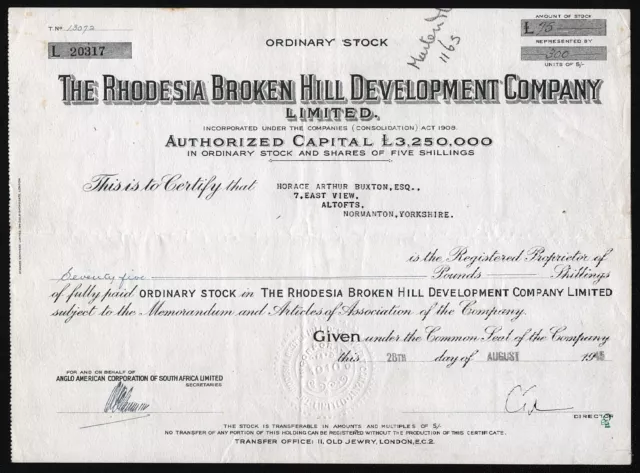 T. No 13072
L 20317
ORDINARY STOCK
1165
AMOUNT OF STOCK
£ 75
REPRESENTED BY
300
UNITS OF 5/-
THE RHODESIA BROKEN HILL DEVELOPMENT COMPANY
LIMITED.
INCORPORATED UNDER THE COMPANIES (CONSOLIDATION) ACT 1908.
AUTHORIZED CAPITAL £3,250,000
IN ORDINARY STOCK AND SHARES OF FIVE SHILLINGS
This is to Certify that HORACE ARTHUR BUXTON, ESQ.,
7, EAST VIEW,
ALTOFTS,
NORMANTON, YORKSHIRE.
is the Registered Proprietor of
Seventy five Pounds Shillings
of fully paid ORDINARY STOCK in THE RHODESIA BROKEN HILL DEVELOPMENT COMPANY LIMITED
subject to the Memorandum and Articles of Association of the Company.
Given under the Common Seal of the Company
this 28TH day of AUGUST 19
FOR AND ON BEHALF OF
ANGLO AMERICAN CORPORATION OF SOUTH AFRICA LIMITED
SECRETARIES
DIRECTOR
THE STOCK IS TRANSFERABLE IN AMOUNTS AND MULTIPLES OF 5/-
NO TRANSFER OF ANY PORTION OF THIS HOLDING CAN BE REGISTERED WITHOUT THE PRODUCTION OF THIS CERTIFICATE.
TRANSFER OFFICE: 11, OLD JEWRY, LONDON, E.C.2.